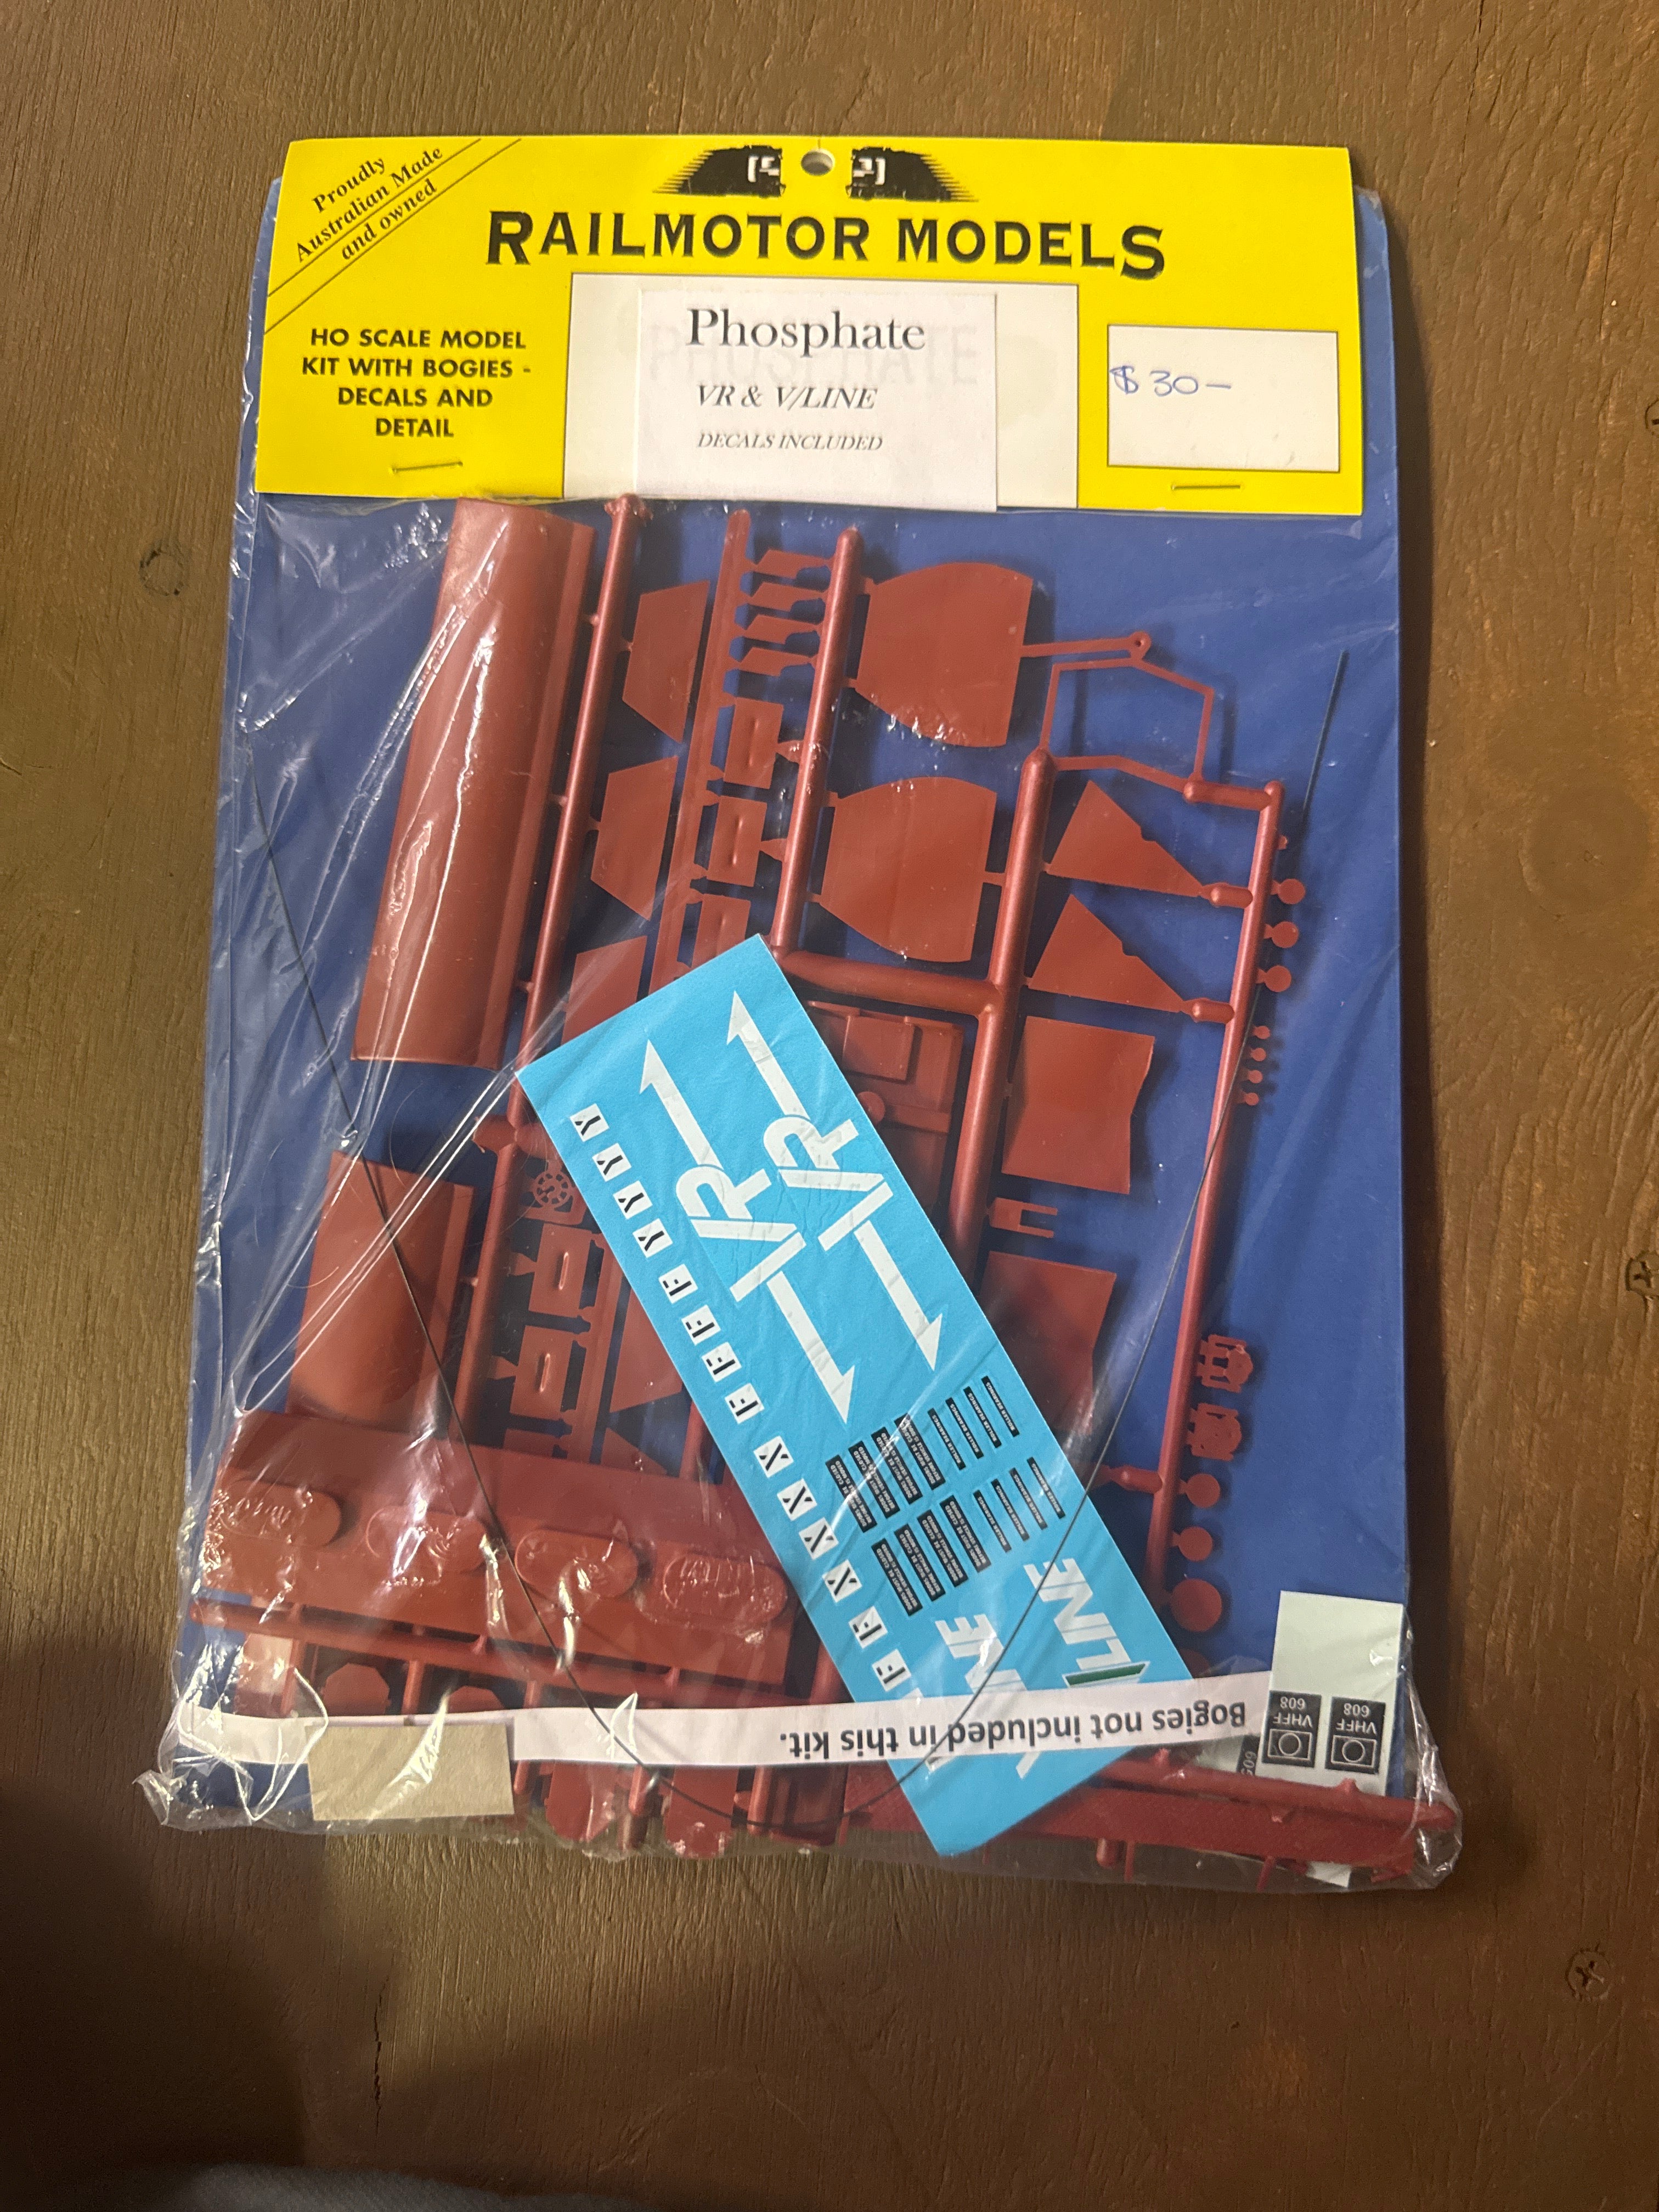 Proudly
Australian Made
and owned
RAILMOTOR MODELS
HO SCALE MODEL
KIT WITH BOGIES -
DECALS AND
DETAIL
PHOSPHATE
Phosphate
VR & V/LINE
DECALS INCLUDED
$30-
VR
VR
Y
Y
Y
Y
F
F
F
F
X
X
X
X
F
F
LINE
Bogies not included in this kit.
VHFF
608
VHFF
608